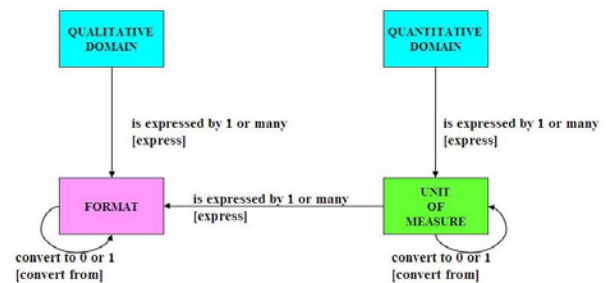 QUALITATIVE
DOMAIN
QUANTITATIVE
DOMAIN
is expressed by 1 or many
[express]
is expressed by 1 or many
[express]
FORMAT
is expressed by 1 or many
[express]
UNIT
OF
MEASURE
convert to 0 or 1
[convert from]
convert to 0 or 1
[convert from]